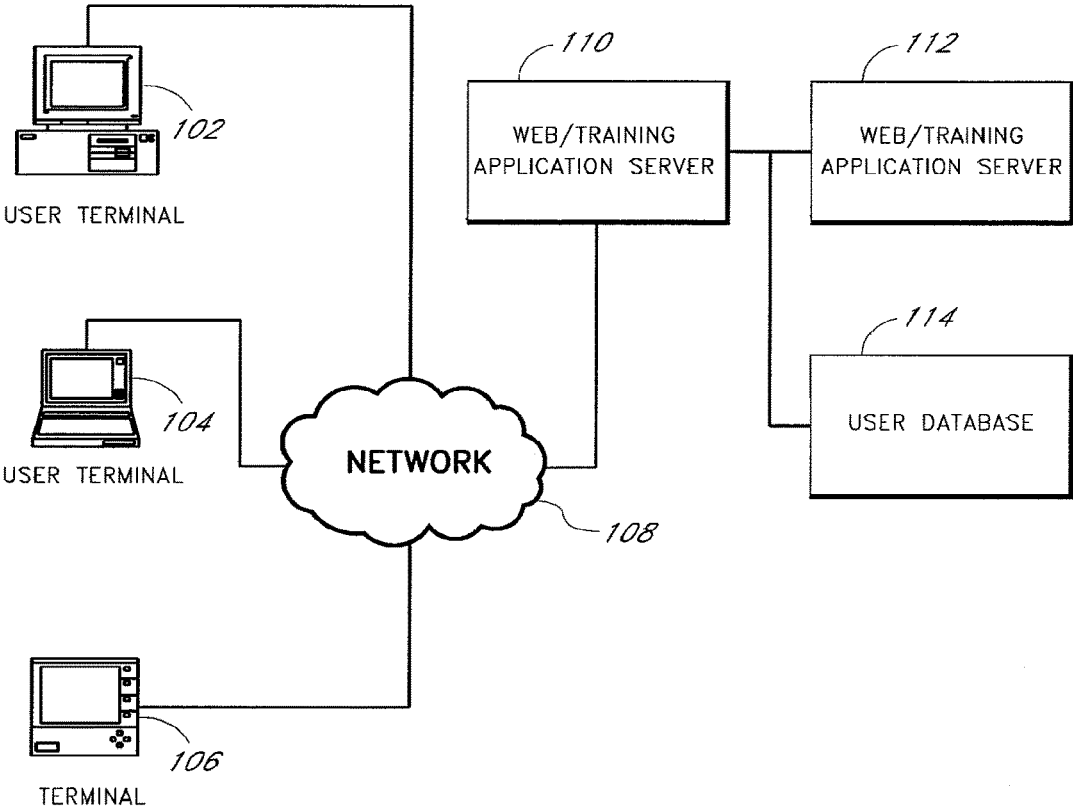 102
USER TERMINAL
104
USER TERMINAL
106
TERMINAL
NETWORK
108
110
WEB/TRAINING
APPLICATION SERVER
112
WEB/TRAINING
APPLICATION SERVER
114
USER DATABASE